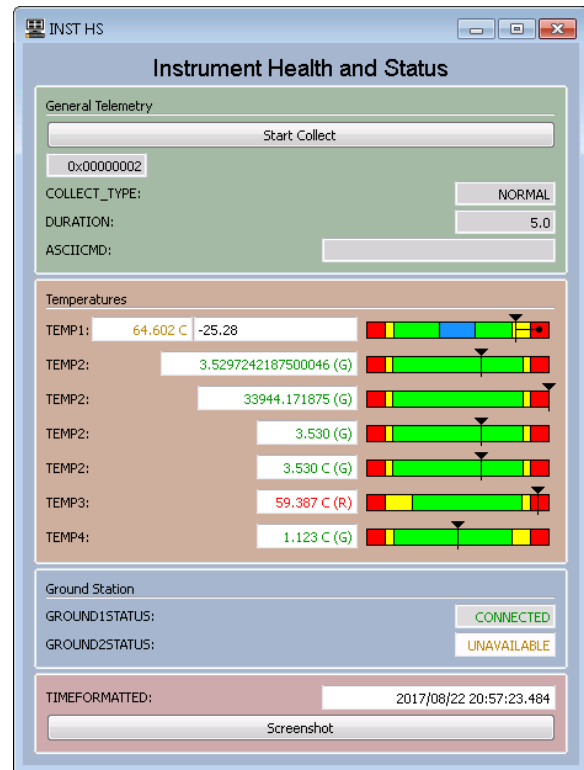 INST HS
Instrument Health and Status
General Telemetry
Start Collect
0x00000002
COLLECT_TYPE: NORMAL
DURATION: 5.0
ASCIICMD:
Temperatures
TEMP1: 64.602 C -25.28
TEMP2: 3.5297242187500046 (G)
TEMP2: 33944.171875 (G)
TEMP2: 3.530 (G)
TEMP2: 3.530 C (G)
TEMP3: 59.387 C (R)
TEMP4: 1.123 C (G)
Ground Station
GROUND1STATUS: CONNECTED
GROUND2STATUS: UNAVAILABLE
TIMEFORMATTED: 2017/08/22 20:57:23.484
Screenshot